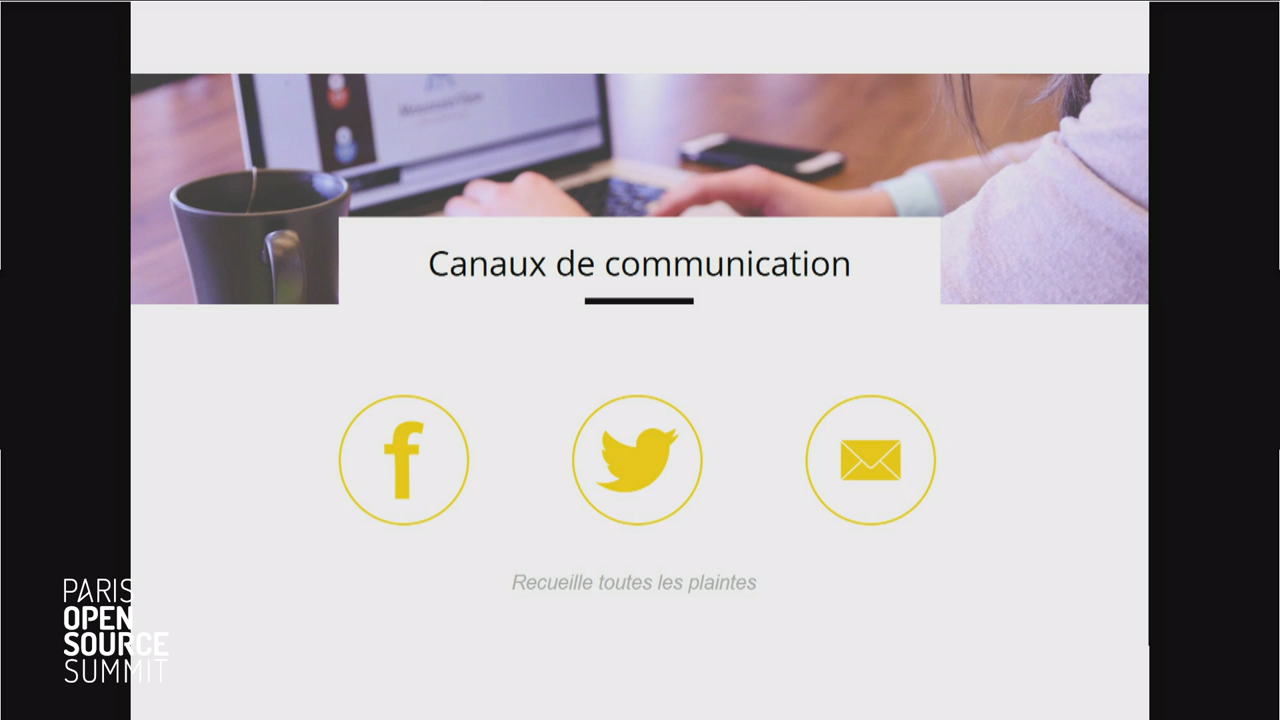 Canaux de communication
Recueille toutes les plaintes
PARIS
OPEN
SOURCE
SUMMIT